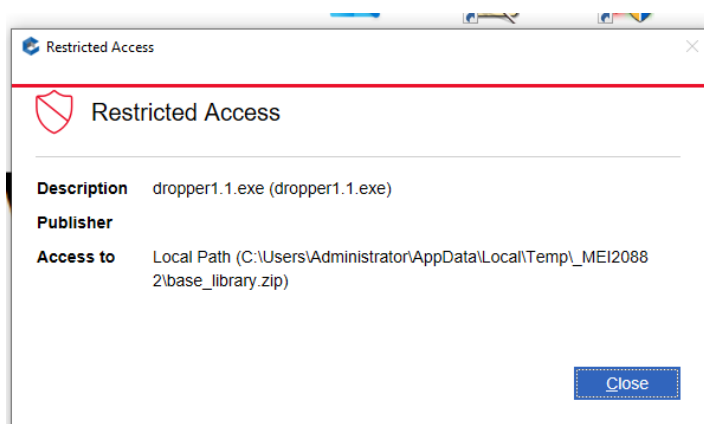 Restricted Access
Restricted Access
Description dropper1.1.exe (dropper1.1.exe)
Publisher
Access to Local Path (C:\Users\Administrator\AppData\Local\Temp\_MEI2088
2\base_library.zip)
Close